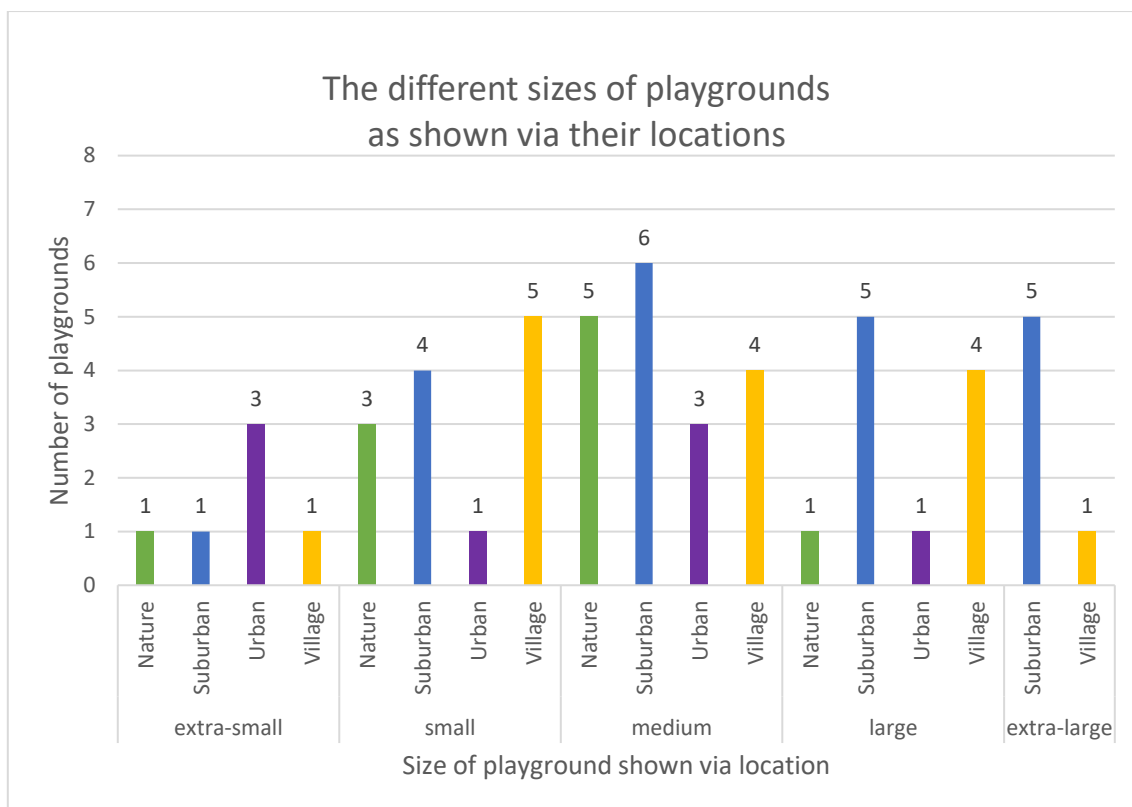 The different sizes of playgrounds
as shown via their locations
Number of playgrounds
8
7
6
5
4
3
2
1
0
1
1
3
1
3
4
1
5
5
6
3
4
1
5
1
4
5
1
Nature
Suburban
Urban
Village
Nature
Suburban
Urban
Village
Nature
Suburban
Urban
Village
Nature
Suburban
Urban
Village
Suburban
Village
extra-small
small
medium
large
extra-large
Size of playground shown via location